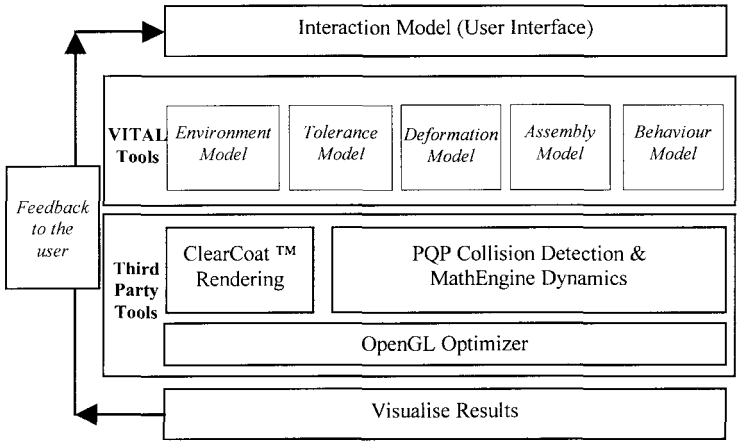 Interaction Model (User Interface)
VITAL
Tools
Environment
Model
Tolerance
Model
Deformation
Model
Assembly
Model
Behaviour
Model
Feedback
to the
user
Third
Party
Tools
ClearCoat ™
Rendering
PQP Collision Detection &
MathEngine Dynamics
OpenGL Optimizer
Visualise Results